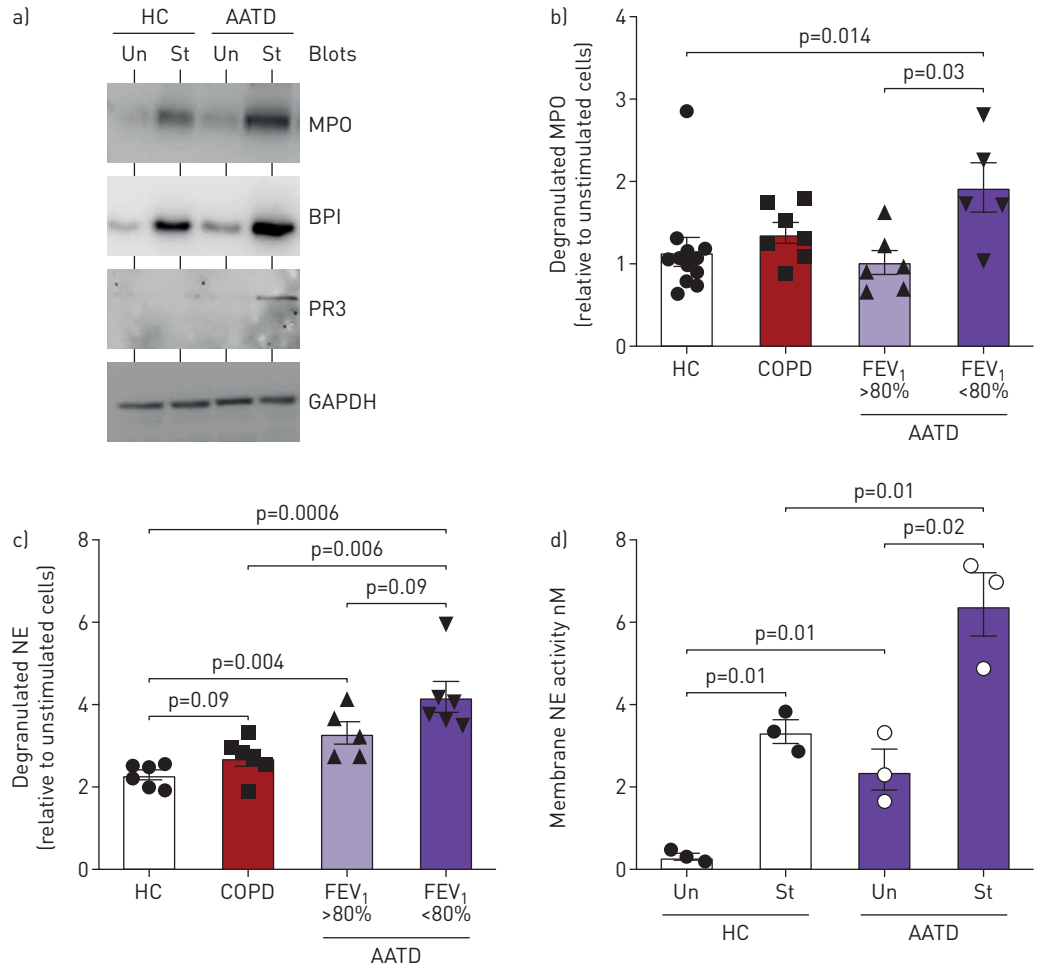 a)
HC AATD
Un St Un St Blots
MPO
BPI
PR3
GAPDH
b)
Degranulated MPO
(relative to unstimulated cells)
4
3
2
1
0
p=0.014
p=0.03
HC COPD FEV₁ FEV₁
>80% <80%
AATD
c)
Degranulated NE
(relative to unstimulated cells)
8
6
4
2
0
p=0.0006
p=0.006
p=0.09
p=0.004
p=0.09
HC COPD FEV₁ FEV₁
>80% <80%
AATD
d)
Membrane NE activity nM
8
6
4
2
0
p=0.01
p=0.02
p=0.01
p=0.01
Un St Un St
HC AATD